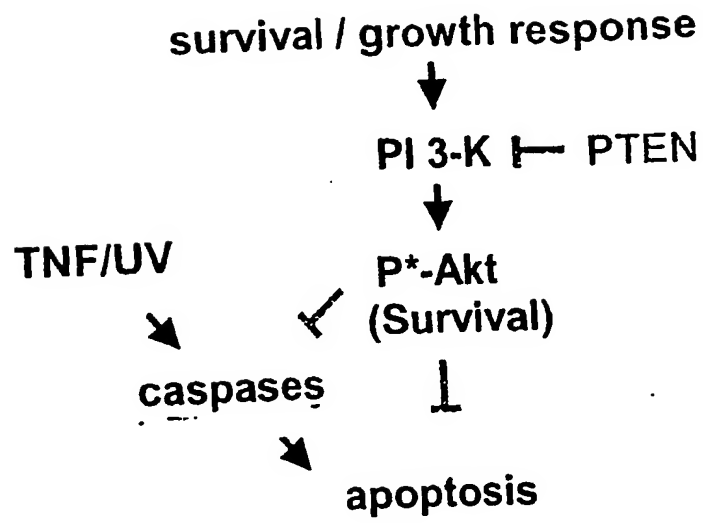 survival / growth response
PI 3-K PTEN
TNF/UV
P*-Akt
(Survival)
caspases
apoptosis